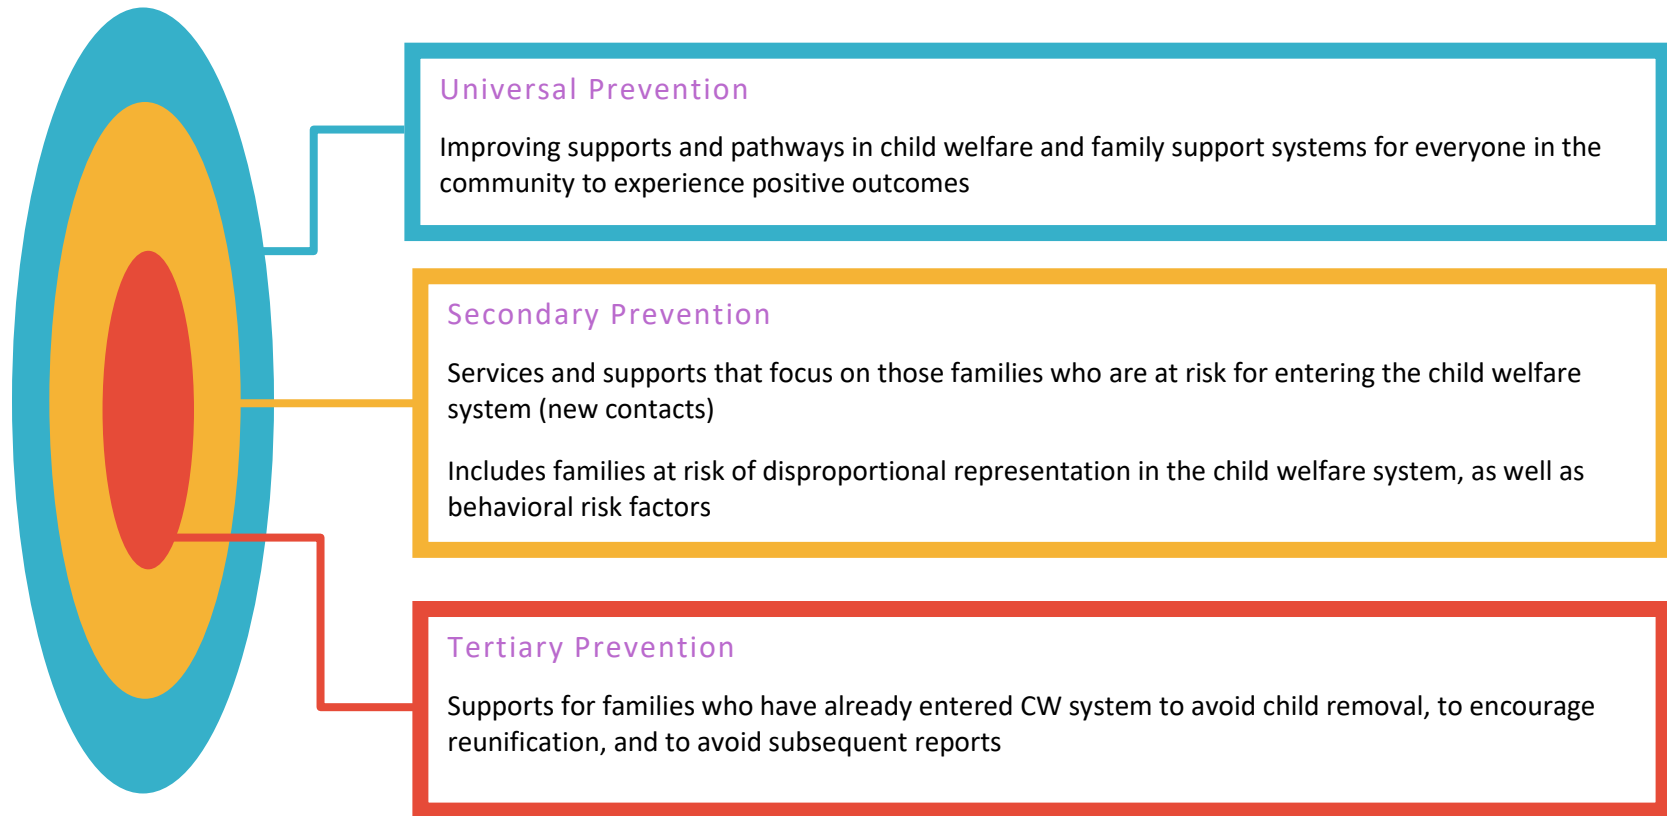 Universal Prevention
Improving supports and pathways in child welfare and family support systems for everyone in the
community to experience positive outcomes
Secondary Prevention
Services and supports that focus on those families who are at risk for entering the child welfare
system (new contacts)
Includes families at risk of disproportional representation in the child welfare system, as well as
behavioral risk factors
Tertiary Prevention
Supports for families who have already entered CW system to avoid child removal, to encourage
reunification, and to avoid subsequent reports